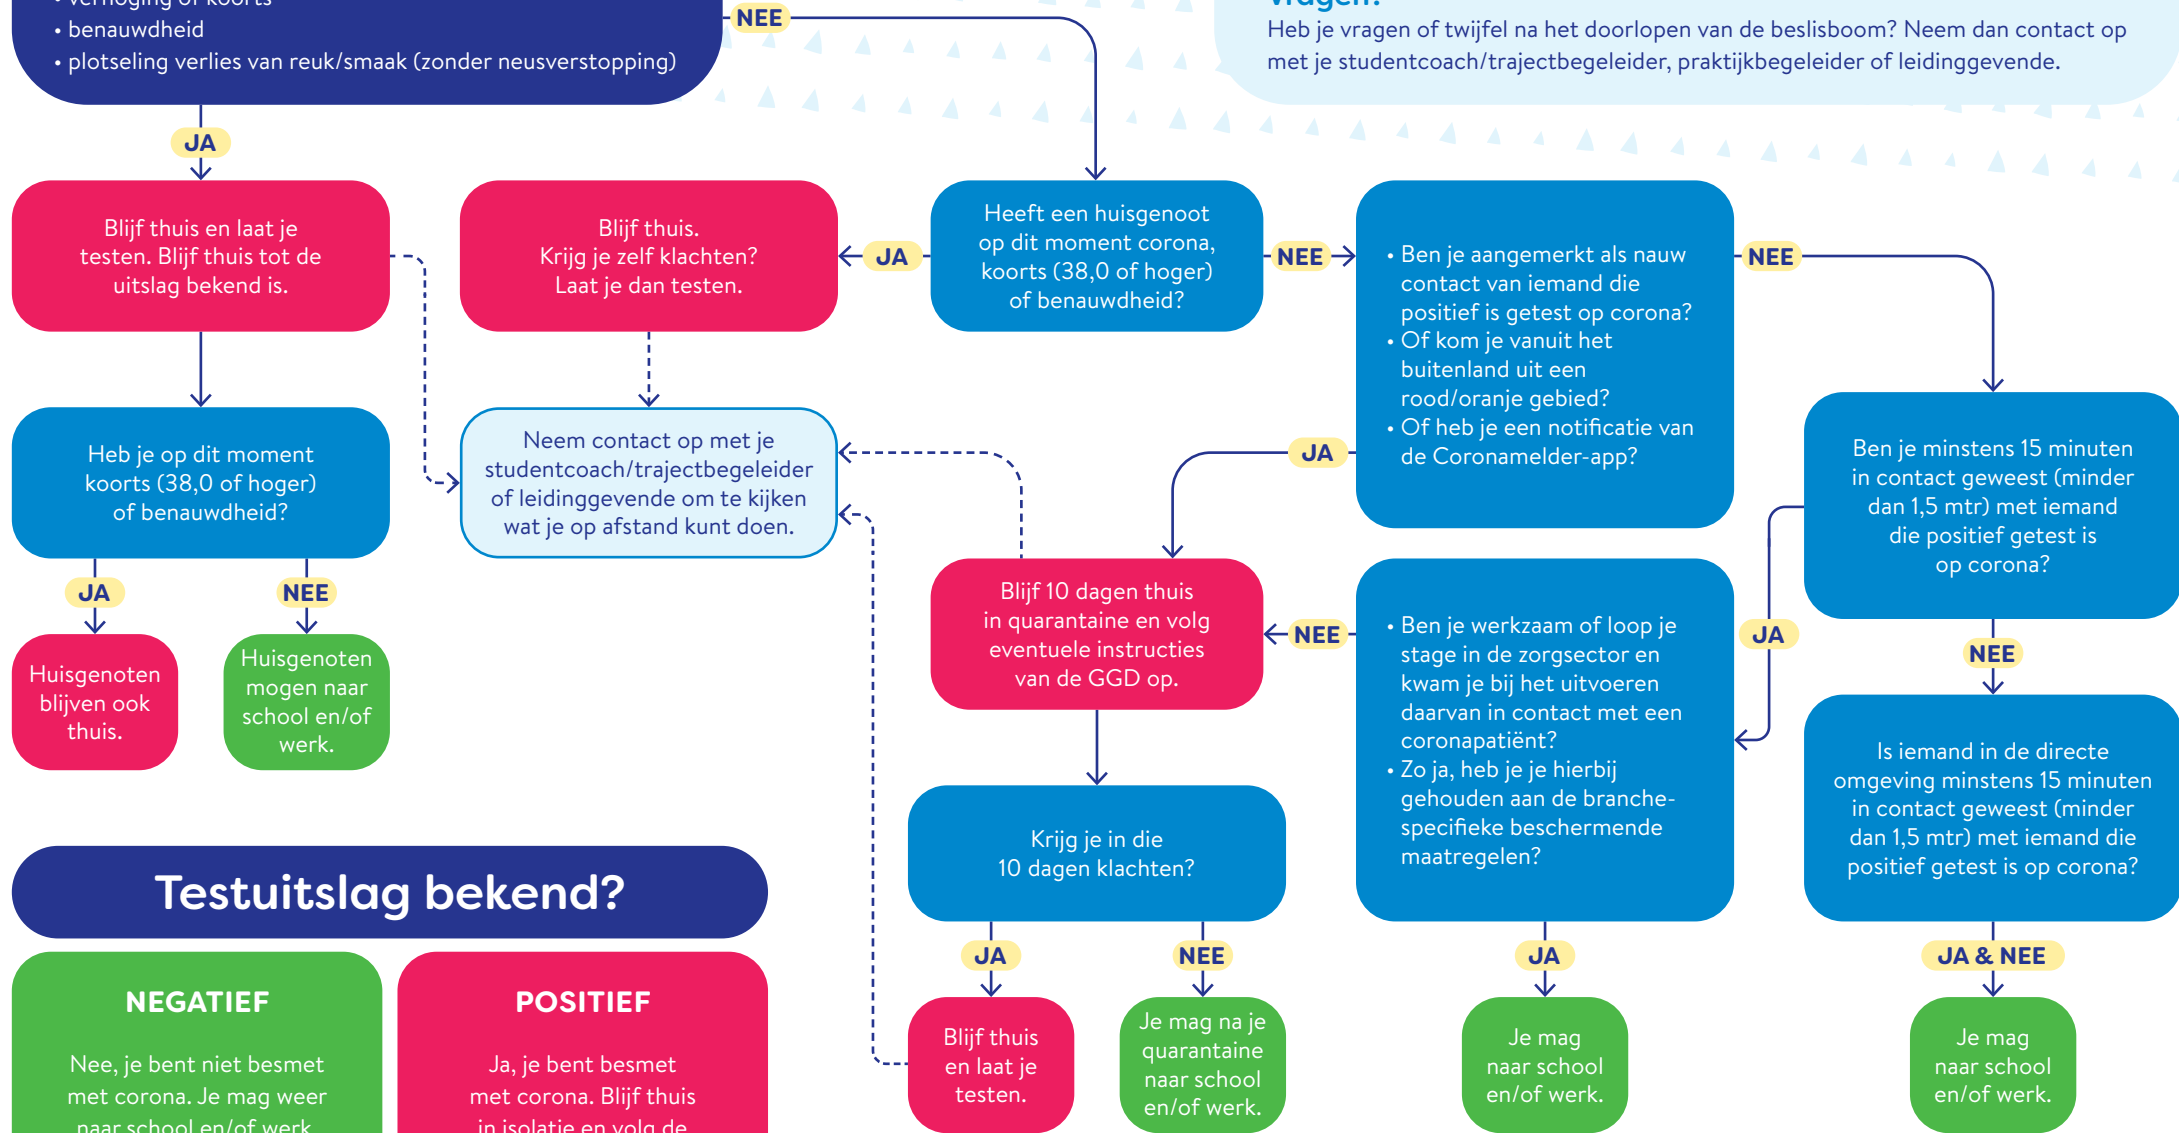 • verhoging of koorts
• benauwdheid
• plotseling verlies van reuk/smaak (zonder neusverstopping)
NEE
Vragen?
Heb je vragen of twijfel na het doorlopen van de beslisboom? Neem dan contact op
met je studentcoach/trajectbegeleider, praktijkbegeleider of leidinggevende.
JA
Blijf thuis en laat je
testen. Blijf thuis tot de
uitslag bekend is.
Blijf thuis.
Krijg je zelf klachten?
Laat je dan testen.
JA
Heeft een huisgenoot
op dit moment corona,
koorts (38,0 of hoger)
of benauwdheid?
NEE
• Ben je aangemerkt als nauw
contact van iemand die
positief is getest op corona?
• Of kom je vanuit het
buitenland uit een
rood/oranje gebied?
• Of heb je een notificatie van
de Coronamelder-app?
NEE
JA
Heb je op dit moment
koorts (38,0 of hoger)
of benauwdheid?
Neem contact op met je
studentcoach/trajectbegeleider
of leidinggevende om te kijken
wat je op afstand kunt doen.
Ben je minstens 15 minuten
in contact geweest (minder
dan 1,5 mtr) met iemand
die positief getest is
op corona?
JA
NEE
Huisgenoten
blijven ook
thuis.
Huisgenoten
mogen naar
school en/of
werk.
Blijf 10 dagen thuis
in quarantaine en volg
eventuele instructies
van de GGD op.
NEE
• Ben je werkzaam of loop je
stage in de zorgsector en
kwam je bij het uitvoeren
daarvan in contact met een
coronapatiënt?
• Zo ja, heb je je hierbij
gehouden aan de branche-
specifieke beschermende
maatregelen?
JA
NEE
Is iemand in de directe
omgeving minstens 15 minuten
in contact geweest (minder
dan 1,5 mtr) met iemand die
positief getest is op corona?
Krijg je in die
10 dagen klachten?
JA
NEE
JA
JA & NEE
Blijf thuis
en laat je
testen.
Je mag na je
quarantaine
naar school
en/of werk.
Je mag
naar school
en/of werk.
Je mag
naar school
en/of werk.
Testuitslag bekend?
NEGATIEF
Nee, je bent niet besmet
met corona. Je mag weer
naar school en/of werk.
POSITIEF
Ja, je bent besmet
met corona. Blijf thuis
in isolatie en volg de